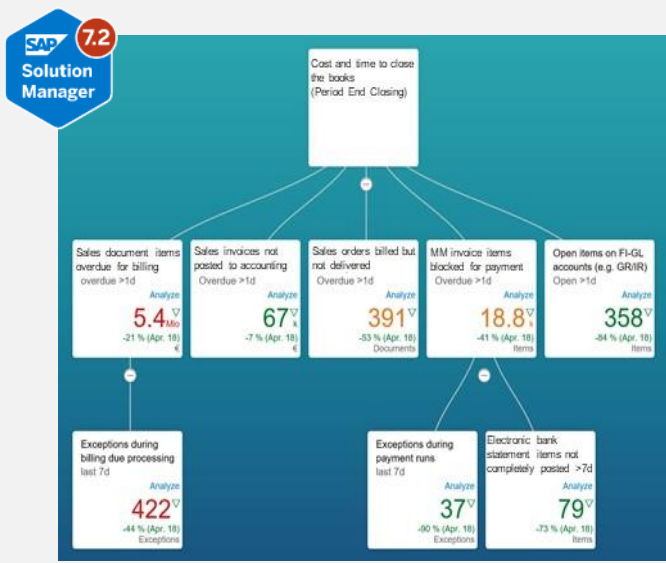 SAP
7.2
Solution
Manager
Cost and time to close
the books
(Period End Closing)
Sales document items
overdue for billing
overdue >1d
Analyze
5.4 Mio
-21 % (Apr. 18)
€
Sales invoices not
posted to accounting
Overdue >1d
Analyze
67 k
-7 % (Apr. 18)
€
Sales orders billed but
not delivered
Overdue >1d
Analyze
391
-53 % (Apr. 18)
Documents
MM invoice items
blocked for payment
Overdue >1d
Analyze
18.8 k
-41 % (Apr. 18)
Items
Open items on FI-GL
accounts (e.g. GR/IR)
Open >1d
Analyze
358
-84 % (Apr. 18)
Items
Exceptions during
billing due processing
last 7d
Analyze
422
-44 % (Apr. 18)
Exceptions
Exceptions during
payment runs
last 7d
Analyze
37
-90 % (Apr. 18)
Exceptions
Electronic bank
statement items not
completely posted >7d
Analyze
79
-73 % (Apr. 18)
Items